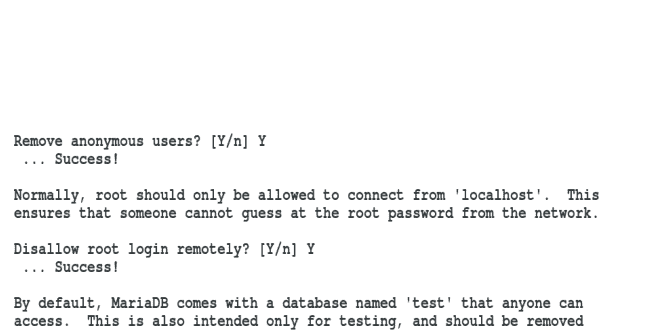 Remove anonymous users? [Y/n] Y
 ... Success!
Normally, root should only be allowed to connect from 'localhost'.  This
ensures that someone cannot guess at the root password from the network.
Disallow root login remotely? [Y/n] Y
 ... Success!
By default, MariaDB comes with a database named 'test' that anyone can
access.  This is also intended only for testing, and should be removed